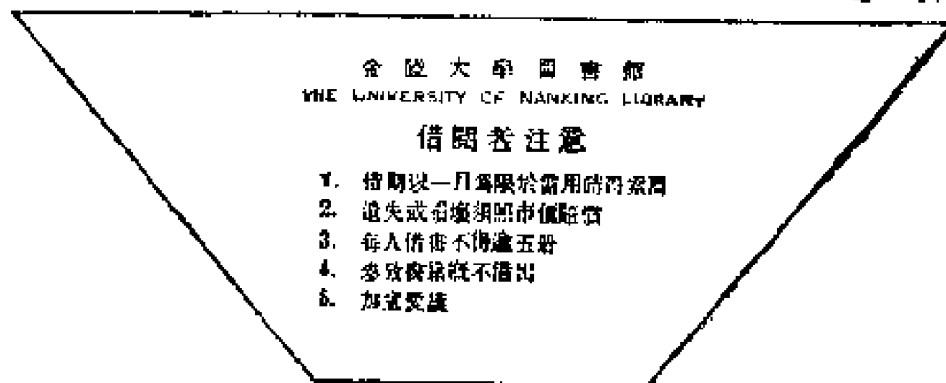 金陵大學圖書館
THE UNIVERSITY OF NANKING LIBRARY
借閱者注意
1. 借期以一月為限於需用時得索還
2. 遺失或損壞須照市價賠償
3. 每人借書不得逾五冊
4. 參攷書籍概不借出
5. 加意愛護